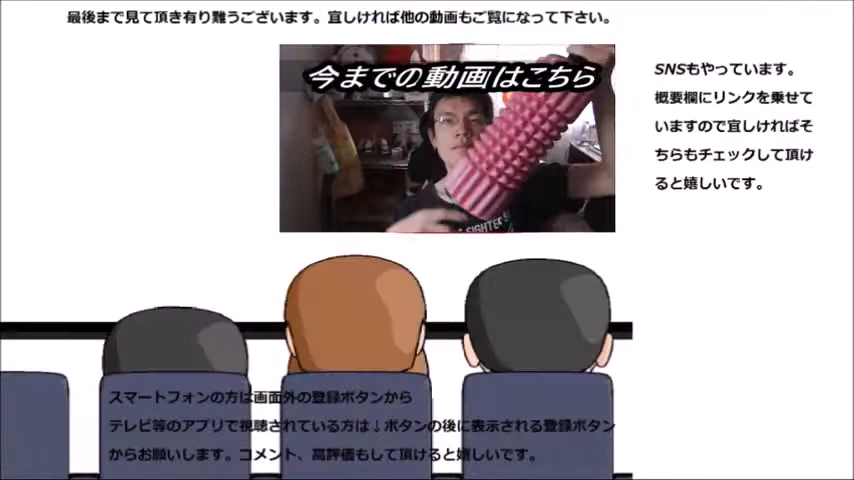 最後まで見て頂き有り難うございます。宜しければ他の動画もご覧になって下さい。
今までの動画はこちら
SNSもやっています。
概要欄にリンクを乗せて
いますので宜しければそ
ちらもチェックして頂け
ると嬉しいです。
FIGHTER
スマートフォンの方は画面外の登録ボタンから
テレビ等のアプリで視聴されている方は↓ボタンの後に表示される登録ボタン
からお願いします。コメント、高評価もして頂けると嬉しいです。